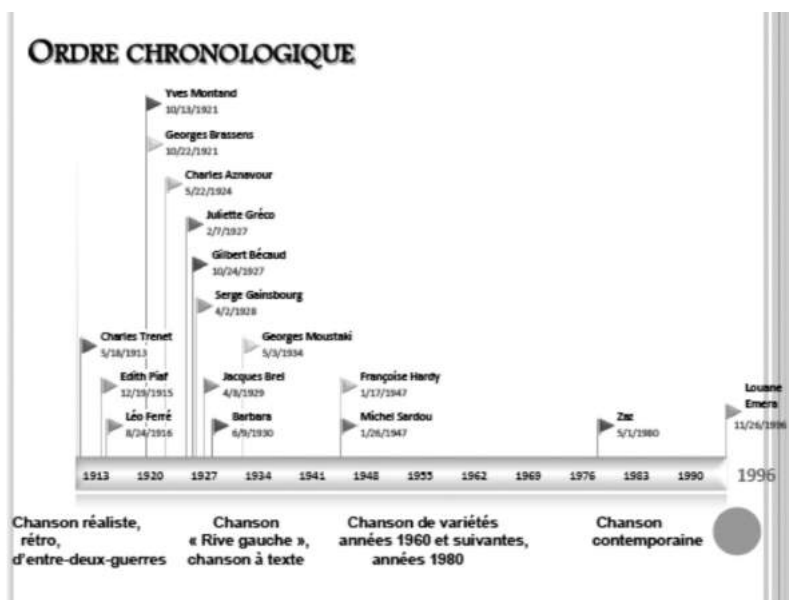 ORDRE CHRONOLOGIQUE
Yves Montand
10/13/1921
Georges Brassens
10/22/1921
Charles Aznavour
5/22/1924
Juliette Gréco
2/7/1927
Gilbert Bécaud
10/24/1927
Serge Gainsbourg
4/2/1928
Charles Trenet
5/18/1913
Georges Moustaki
5/3/1934
Edith Piaf
12/19/1915
Jacques Brel
4/8/1929
Françoise Hardy
1/17/1947
Louane
Emera
11/26/1996
Léo Ferré
8/24/1916
Barbara
6/9/1930
Michel Sardou
1/26/1947
Zaz
5/1/1980
1913 1920 1927 1934 1941 1948 1955 1962 1969 1976 1983 1990 1996
Chanson réaliste,
rétro,
d'entre-deux-guerres
Chanson
« Rive gauche »,
chanson à texte
Chanson de variétés
années 1960 et suivantes,
années 1980
Chanson
contemporaine